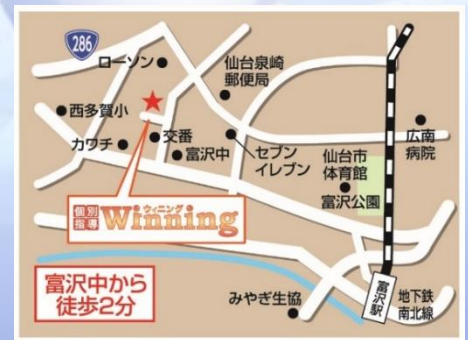 286
ローソン
仙台泉崎
郵便局
西多賀小
カワチ
交番
富沢中
セブン
イレブン
仙台市
体育館
富沢公園
広南
病院
個別
指導
ウィニング
Winning
富沢中から
徒歩2分
みやぎ生協
富沢駅
地下鉄
南北線